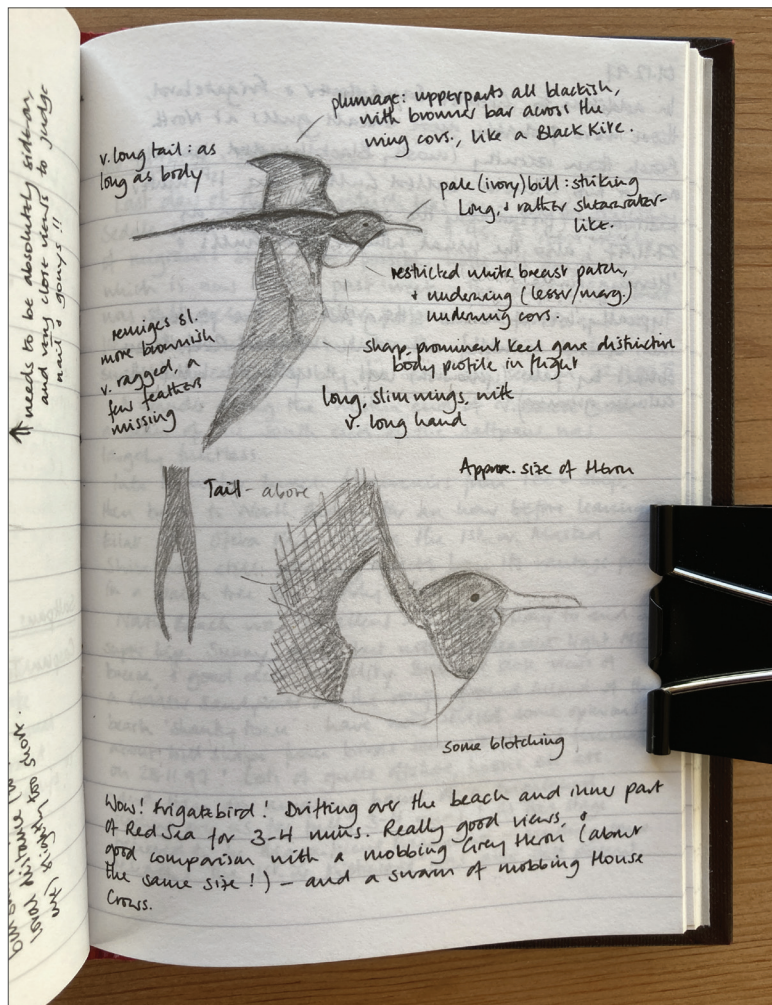 plumage: upperparts all blackish,
with browner bar across the
wing covs., like a Black Kite.
v. long tail: as
long as body
pale (ivory) bill: striking
long, & rather shearwater-
like.
restricted white breast patch,
& underwing (lessr/marg.)
underwing covs.
remiges sl.
more brownish
v. ragged, a
few feathers
missing
sharp, prominent keel gave distinctive
body profile in flight
long, slim wings, with
v. long hand
Approx. size of Heron
Tail - above
some blotching
Wow! Frigatebird! Drifting over the beach and inner part
of Red Sea for 3-4 mins. Really good views, &
good comparison with a mobbing Grey Heron (about
the same size!) – and a swarm of mobbing House
Crows.
↑ needs to be absolutely side-on,
and very close views to judge
nail & gonys !!